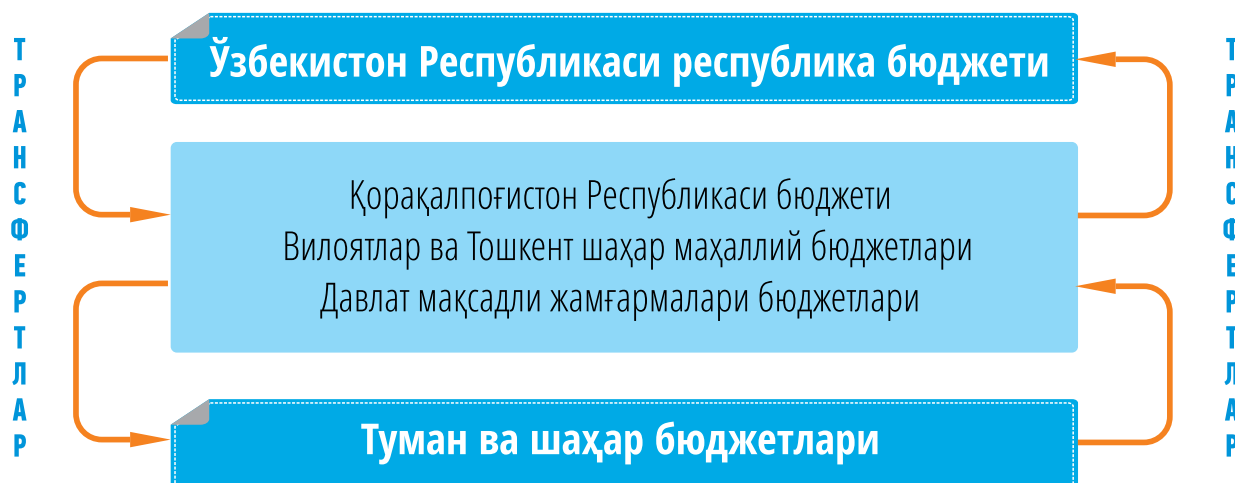 ТРАНСФЕРТЛАР
Ўзбекистон Республикаси республика бюджети
Қорақалпоғистон Республикаси бюджети
Вилоятлар ва Тошкент шаҳар маҳаллий бюджетлари
Давлат мақсадли жамғармалари бюджетлари
Туман ва шаҳар бюджетлари
ТРАНСФЕРТЛАР